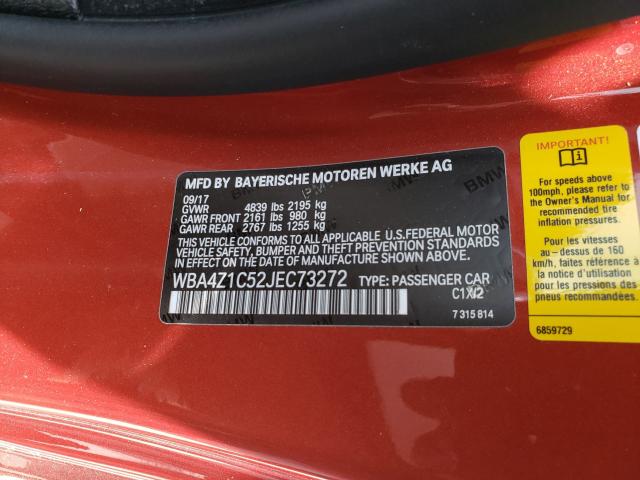 MFD BY BAYERISCHE MOTOREN WERKE AG
09/17
GVWR 4839 lbs 2195 kg
GAWR FRONT 2161 lbs 980 kg
GAWR REAR 2767 lbs 1255 kg
THIS VEHICLE CONFORMS TO ALL APPLICABLE U.S.FEDERAL MOTOR
VEHICLE SAFETY, BUMPER, AND THEFT PREVENTION STANDARDS
IN EFFECT ON THE DATE OF MANUFACTURE SHOWN ABOVE.
WBA4Z1C52JEC73272 TYPE: PASSENGER CAR
C1X/2
7 315 814
IMPORTANT!
For speeds above
100mph, please refer to
the Owner's Manual for
recommended tire
inflation pressures.
Pour les vitesses
au - dessus de 160
km/h, faites référence à
la notice d'utilisation
pour les pressions de
pneu recommandées.
6859729